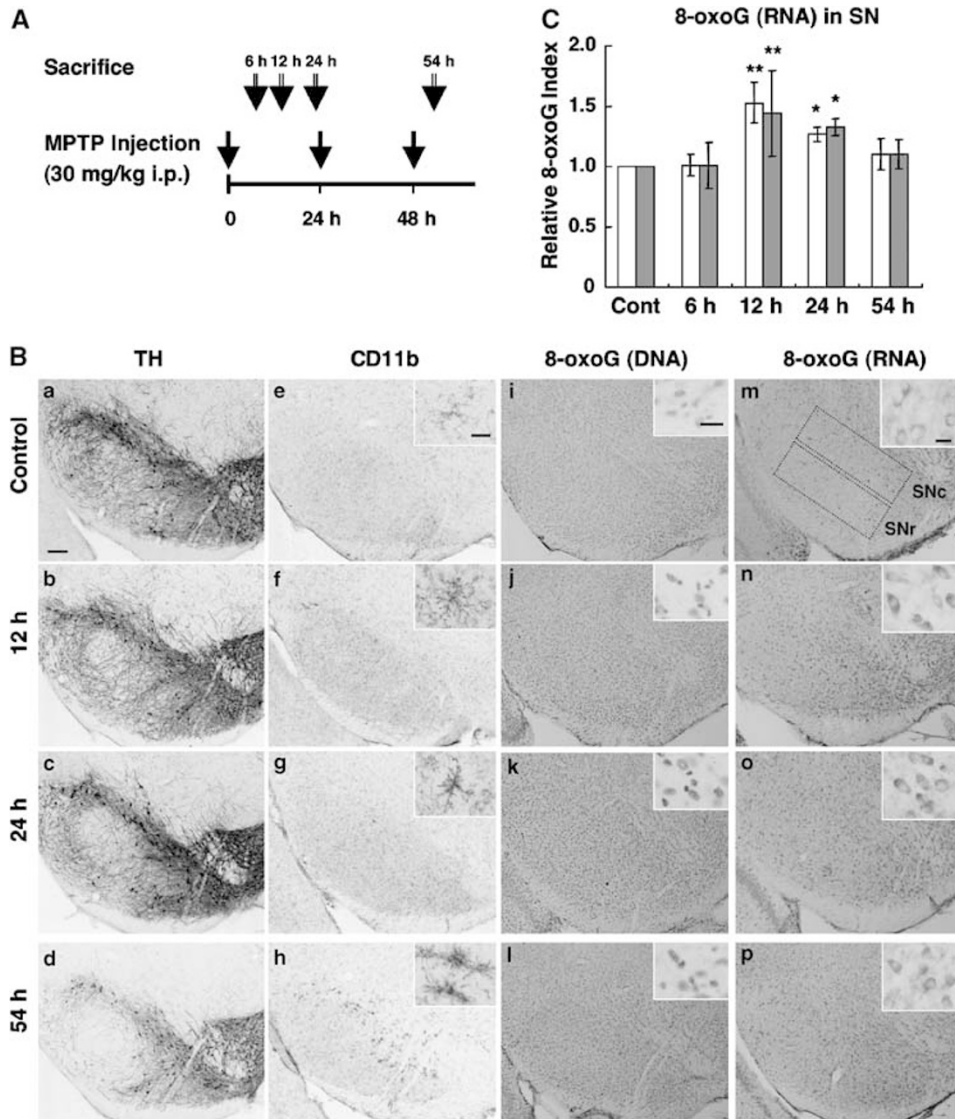 A
Sacrifice
6 h 12 h 24 h 54 h
MPTP Injection
(30 mg/kg i.p.)
0 24 h 48 h
C
8-oxoG (RNA) in SN
Relative 8-oxoG Index
2.0
1.5
1.0
0.5
0
** **
* *
Cont 6 h 12 h 24 h 54 h
B
TH CD11b 8-oxoG (DNA) 8-oxoG (RNA)
Control
a e i m
SNc
SNr
12 h
b f j n
24 h
c g k o
54 h
d h l p